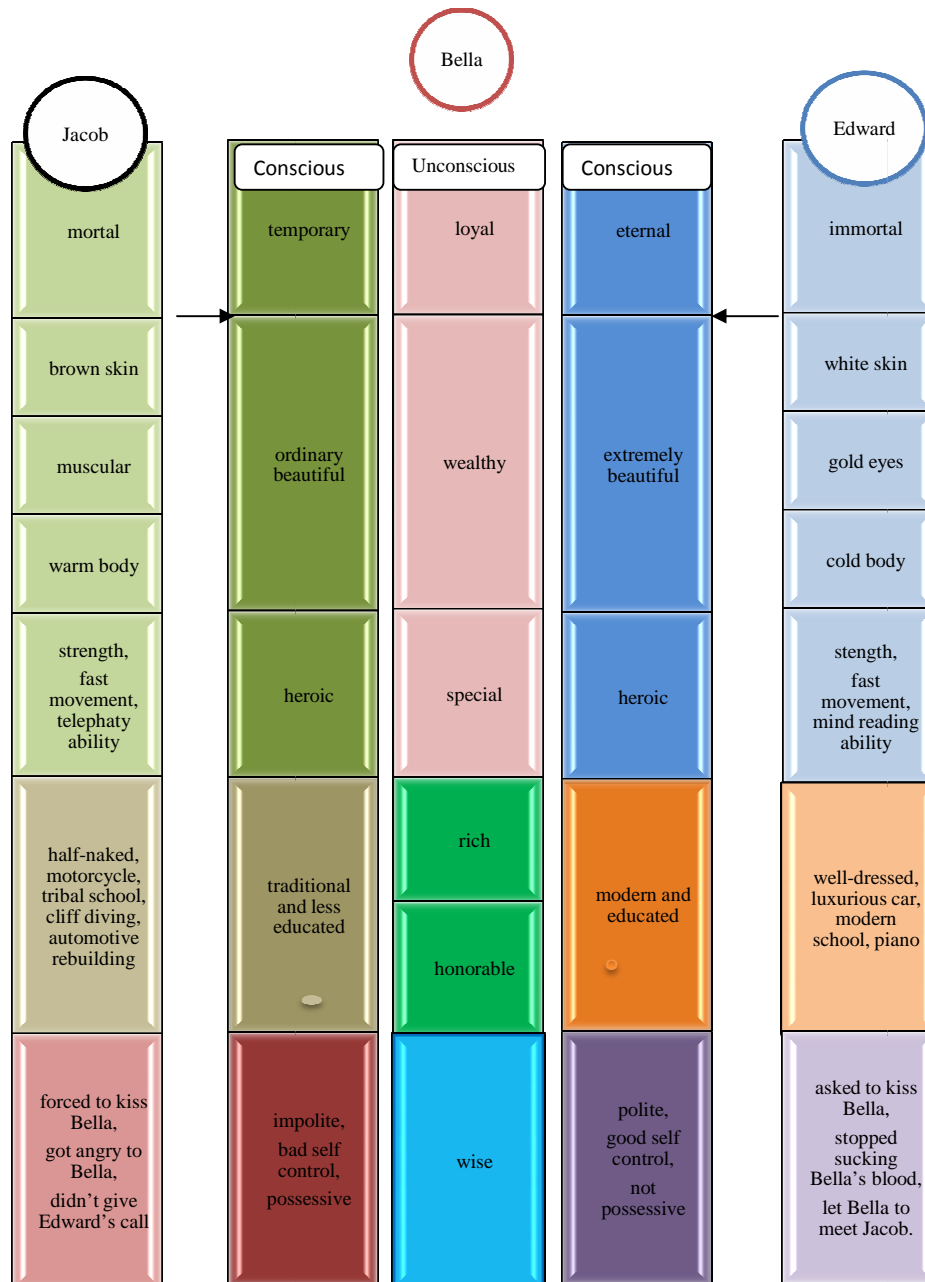 Bella
Jacob
Edward
Conscious
Unconscious
Conscious
mortal
temporary
loyal
eternal
immortal
brown skin
white skin
muscular
ordinary
beautiful
wealthy
extremely
beautiful
gold eyes
warm body
cold body
strength,
fast
movement,
telephaty
ability
heroic
special
heroic
stength,
fast
movement,
mind reading
ability
half-naked,
motorcycle,
tribal school,
cliff diving,
automotive
rebuilding
traditional
and less
educated
rich
honorable
modern and
educated
well-dressed,
luxurious car,
modern
school, piano
forced to kiss
Bella,
got angry to
Bella,
didn’t give
Edward’s call
impolite,
bad self
control,
possessive
wise
polite,
good self
control,
not
possessive
asked to kiss
Bella,
stopped
sucking
Bella’s blood,
let Bella to
meet Jacob.